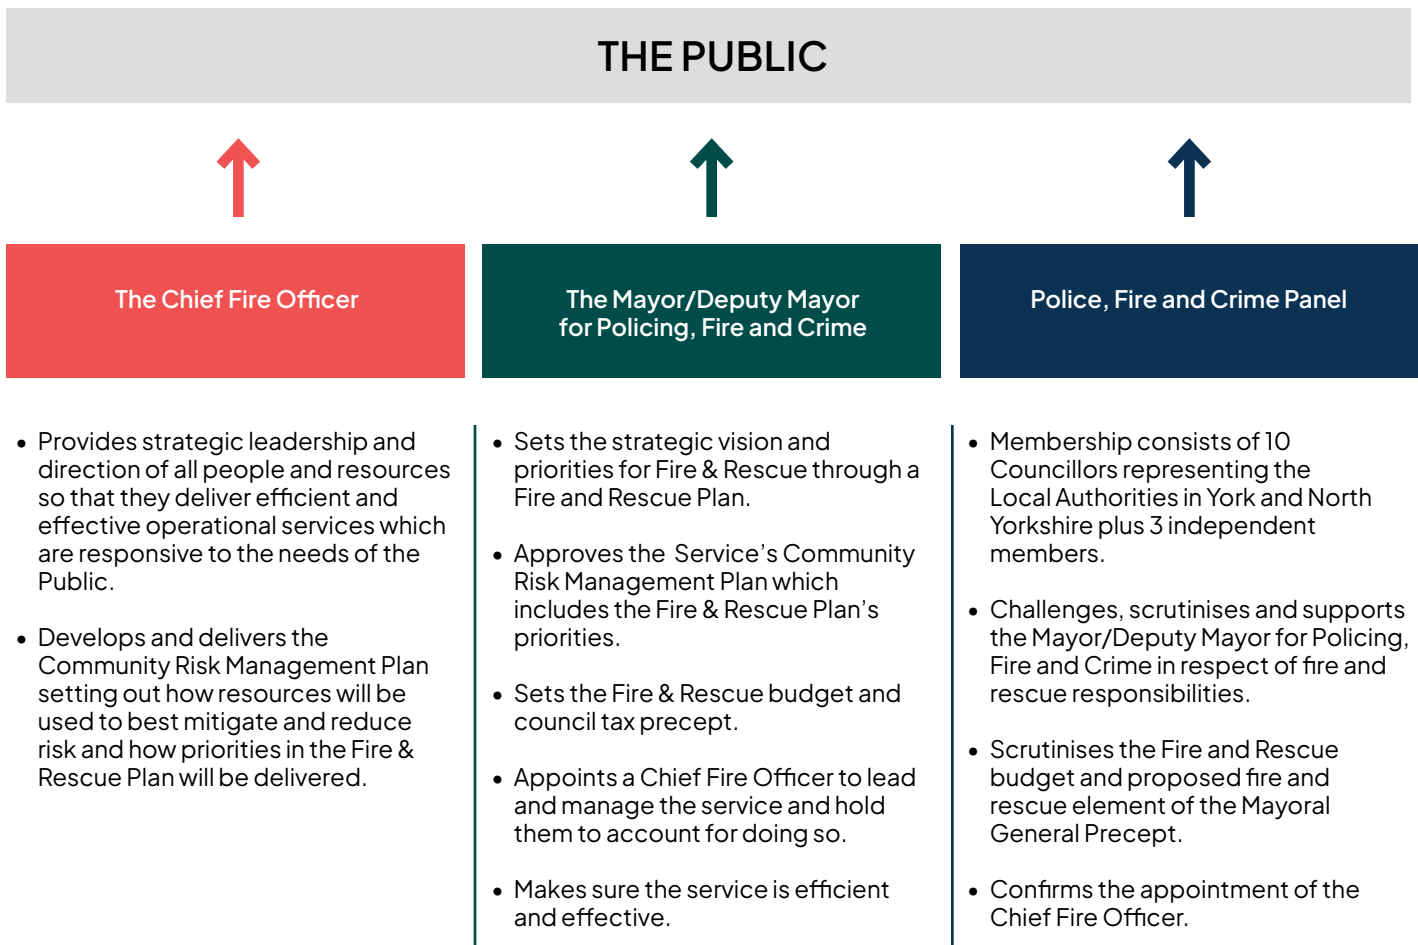 THE PUBLIC
The Chief Fire Officer
• Provides strategic leadership and
direction of all people and resources
so that they deliver efficient and
effective operational services which
are responsive to the needs of the
Public.
• Develops and delivers the
Community Risk Management Plan
setting out how resources will be
used to best mitigate and reduce
risk and how priorities in the Fire &
Rescue Plan will be delivered.
The Mayor/Deputy Mayor
for Policing, Fire and Crime
• Sets the strategic vision and
priorities for Fire & Rescue through a
Fire and Rescue Plan.
• Approves the Service’s Community
Risk Management Plan which
includes the Fire & Rescue Plan’s
priorities.
• Sets the Fire & Rescue budget and
council tax precept.
• Appoints a Chief Fire Officer to lead
and manage the service and hold
them to account for doing so.
• Makes sure the service is efficient
and effective.
Police, Fire and Crime Panel
• Membership consists of 10
Councillors representing the
Local Authorities in York and North
Yorkshire plus 3 independent
members.
• Challenges, scrutinises and supports
the Mayor/Deputy Mayor for Policing,
Fire and Crime in respect of fire and
rescue responsibilities.
• Scrutinises the Fire and Rescue
budget and proposed fire and
rescue element of the Mayoral
General Precept.
• Confirms the appointment of the
Chief Fire Officer.